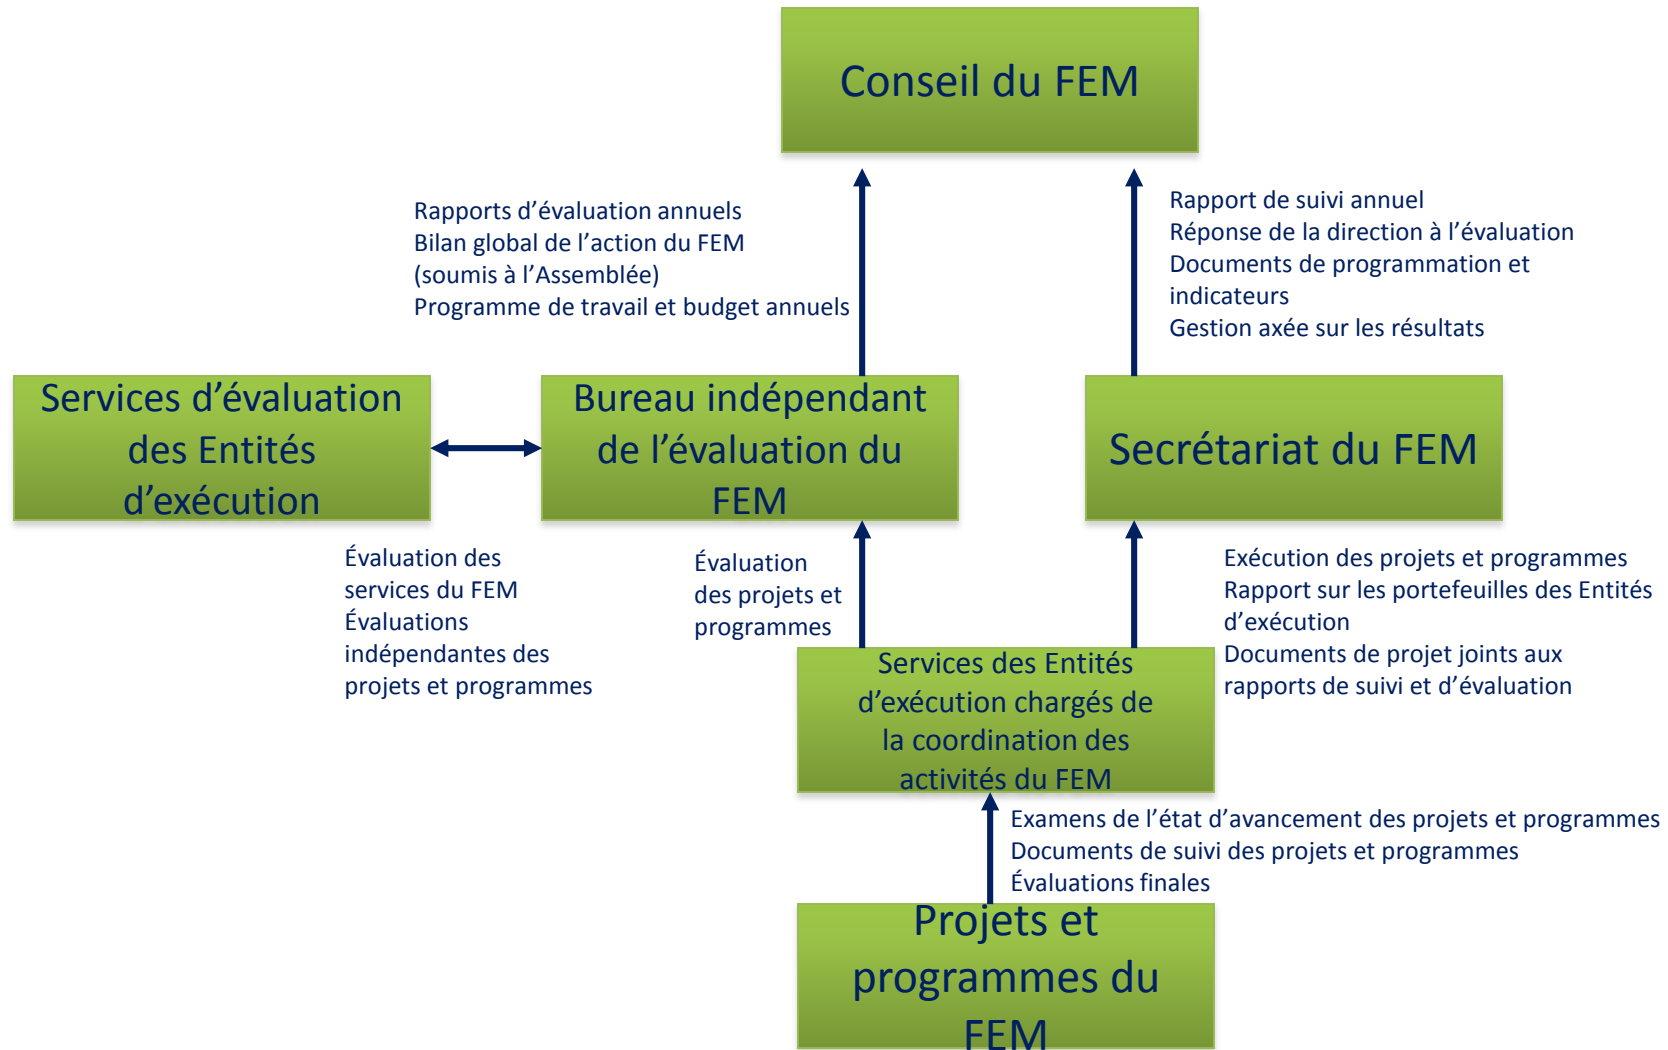 Conseil du FEM
Rapports d’évaluation annuels
Bilan global de l’action du FEM
(soumis à l’Assemblée)
Programme de travail et budget annuels
Rapport de suivi annuel
Réponse de la direction à l’évaluation
Documents de programmation et
indicateurs
Gestion axée sur les résultats
Services d’évaluation
des Entités
d’exécution
Bureau indépendant
de l’évaluation du
FEM
Secrétariat du FEM
Évaluation des
services du FEM
Évaluations
indépendantes des
projets et programmes
Évaluation
des projets et
programmes
Exécution des projets et programmes
Rapport sur les portefeuilles des Entités
d’exécution
Documents de projet joints aux
rapports de suivi et d’évaluation
Services des Entités
d’exécution chargés de
la coordination des
activités du FEM
Examens de l’état d’avancement des projets et programmes
Documents de suivi des projets et programmes
Évaluations finales
Projets et
programmes du
FEM